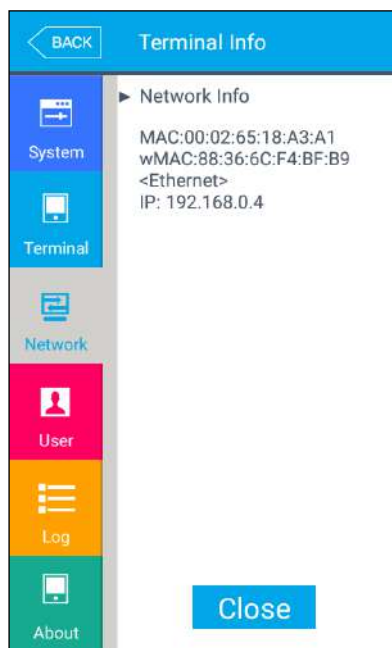 BACK
Terminal Info
System
Terminal
Network
User
Log
About
► Network Info
MAC:00:02:65:18:A3:A1
wMAC:88:36:6C:F4:BF:B9
<Ethernet>
IP: 192.168.0.4
Close